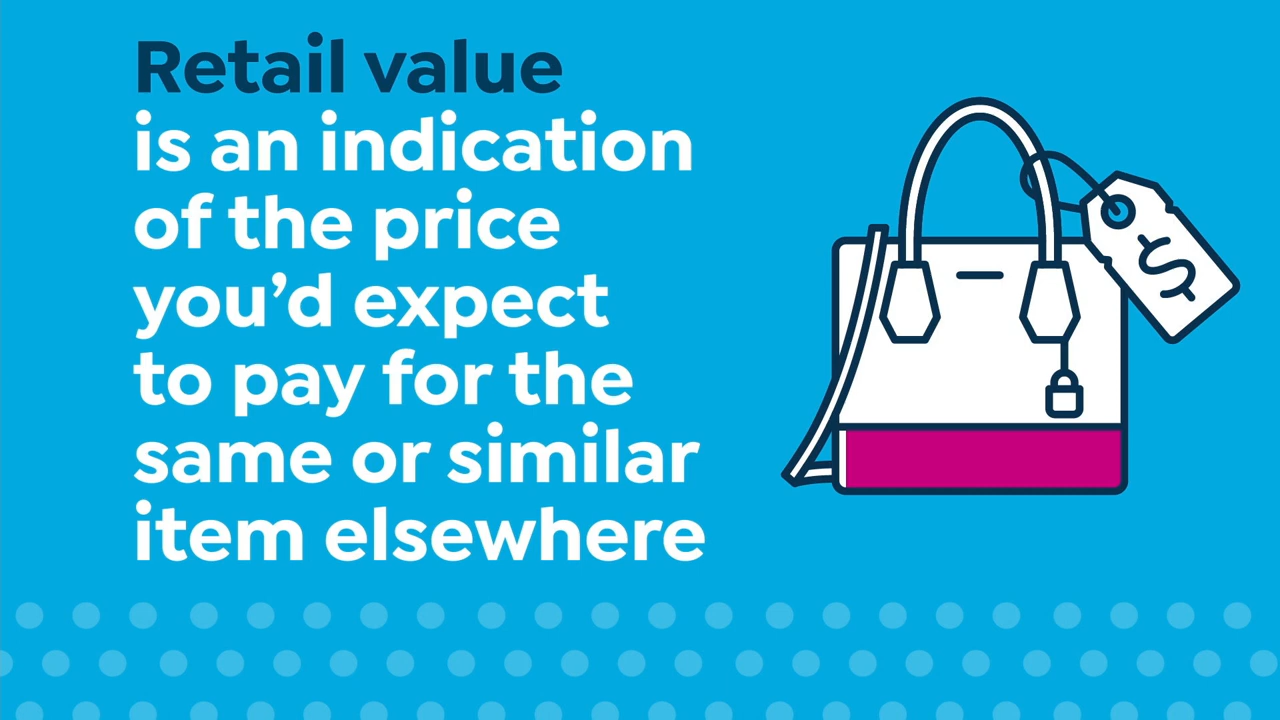 Retail value
is an indication
of the price
you’d expect
to pay for the
same or similar
item elsewhere
$